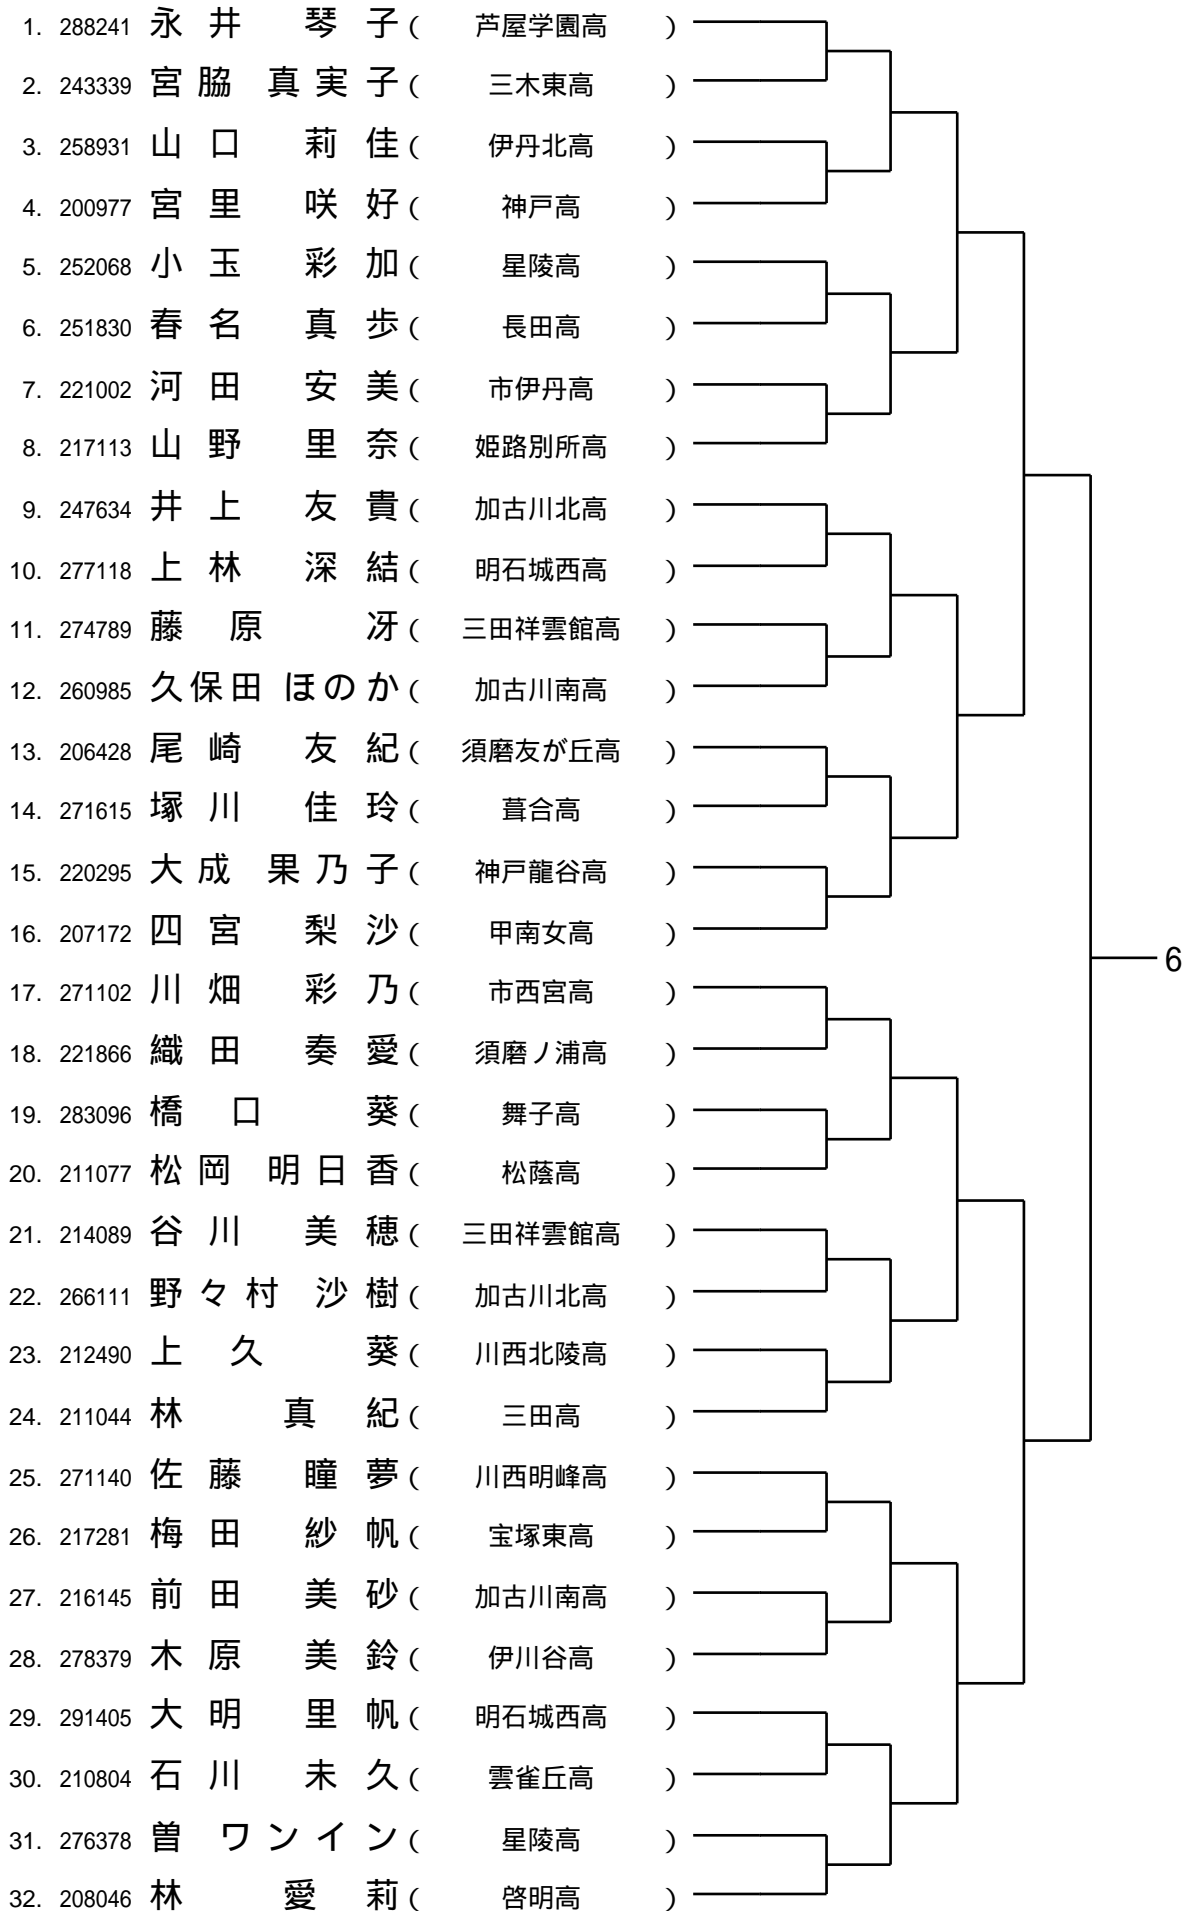 1. 288241 永井 琴子 ( 芦屋学園高 )
2. 243339 宮脇 真実子 ( 三木東高 )
3. 258931 山口 莉佳 ( 伊丹北高 )
4. 200977 宮里 咲好 ( 神戸高 )
5. 252068 小玉 彩加 ( 星陵高 )
6. 251830 春名 真歩 ( 長田高 )
7. 221002 河田 安美 ( 市伊丹高 )
8. 217113 山野 里奈 ( 姫路別所高 )
9. 247634 井上 友貴 ( 加古川北高 )
10. 277118 上林 深結 ( 明石城西高 )
11. 274789 藤原 冴 ( 三田祥雲館高 )
12. 260985 久保田 ほのか ( 加古川南高 )
13. 206428 尾崎 友紀 ( 須磨友が丘高 )
14. 271615 塚川 佳玲 ( 葺合高 )
15. 220295 大成 果乃子 ( 神戸龍谷高 )
16. 207172 四宮 梨沙 ( 甲南女高 )
6
17. 271102 川畑 彩乃 ( 市西宮高 )
18. 221866 織田 奏愛 ( 須磨ノ浦高 )
19. 283096 橋口 葵 ( 舞子高 )
20. 211077 松岡 明日香 ( 松蔭高 )
21. 214089 谷川 美穂 ( 三田祥雲館高 )
22. 266111 野々村 沙樹 ( 加古川北高 )
23. 212490 上久 葵 ( 川西北陵高 )
24. 211044 林 真紀 ( 三田高 )
25. 271140 佐藤 瞳夢 ( 川西明峰高 )
26. 217281 梅田 紗帆 ( 宝塚東高 )
27. 216145 前田 美砂 ( 加古川南高 )
28. 278379 木原 美鈴 ( 伊川谷高 )
29. 291405 大明 里帆 ( 明石城西高 )
30. 210804 石川 未久 ( 雲雀丘高 )
31. 276378 曽 ワンイン ( 星陵高 )
32. 208046 林 愛莉 ( 啓明高 )